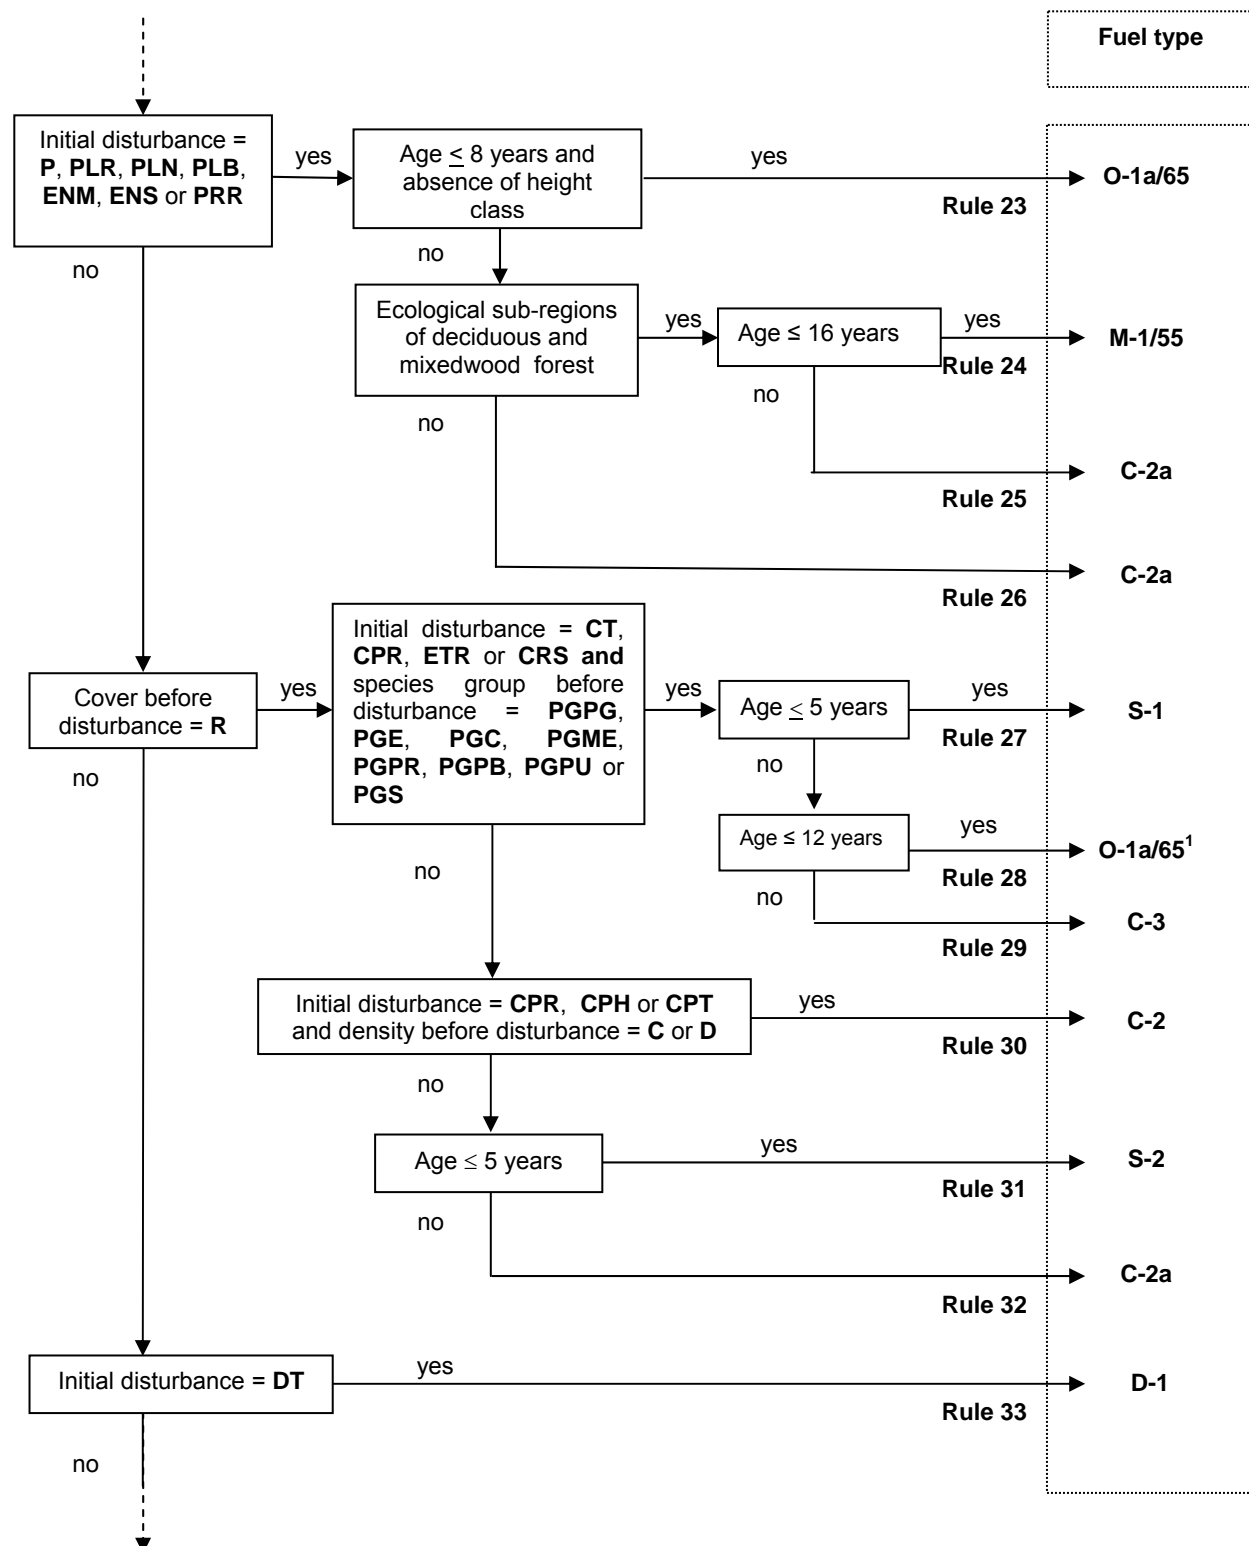 Fuel type
Initial disturbance =
P, PLR, PLN, PLB,
ENM, ENS or PRR
yes
Age ≤ 8 years and
absence of height
class
yes
Rule 23
O-1a/65
no
no
Ecological sub-regions
of deciduous and
mixedwood forest
yes
Age ≤ 16 years
yes
Rule 24
M-1/55
no
no
Rule 25
C-2a
Rule 26
C-2a
Cover before
disturbance = R
yes
Initial disturbance = CT,
CPR, ETR or CRS and
species group before
disturbance = PGPG,
PGE, PGC, PGME,
PGPR, PGPB, PGPU or
PGS
yes
Age ≤ 5 years
yes
Rule 27
S-1
no
no
Age ≤ 12 years
yes
Rule 28
O-1a/65¹
no
no
Rule 29
C-3
Initial disturbance = CPR, CPH or CPT
and density before disturbance = C or D
yes
Rule 30
C-2
no
Age ≤ 5 years
yes
Rule 31
S-2
no
Rule 32
C-2a
Initial disturbance = DT
yes
Rule 33
D-1
no